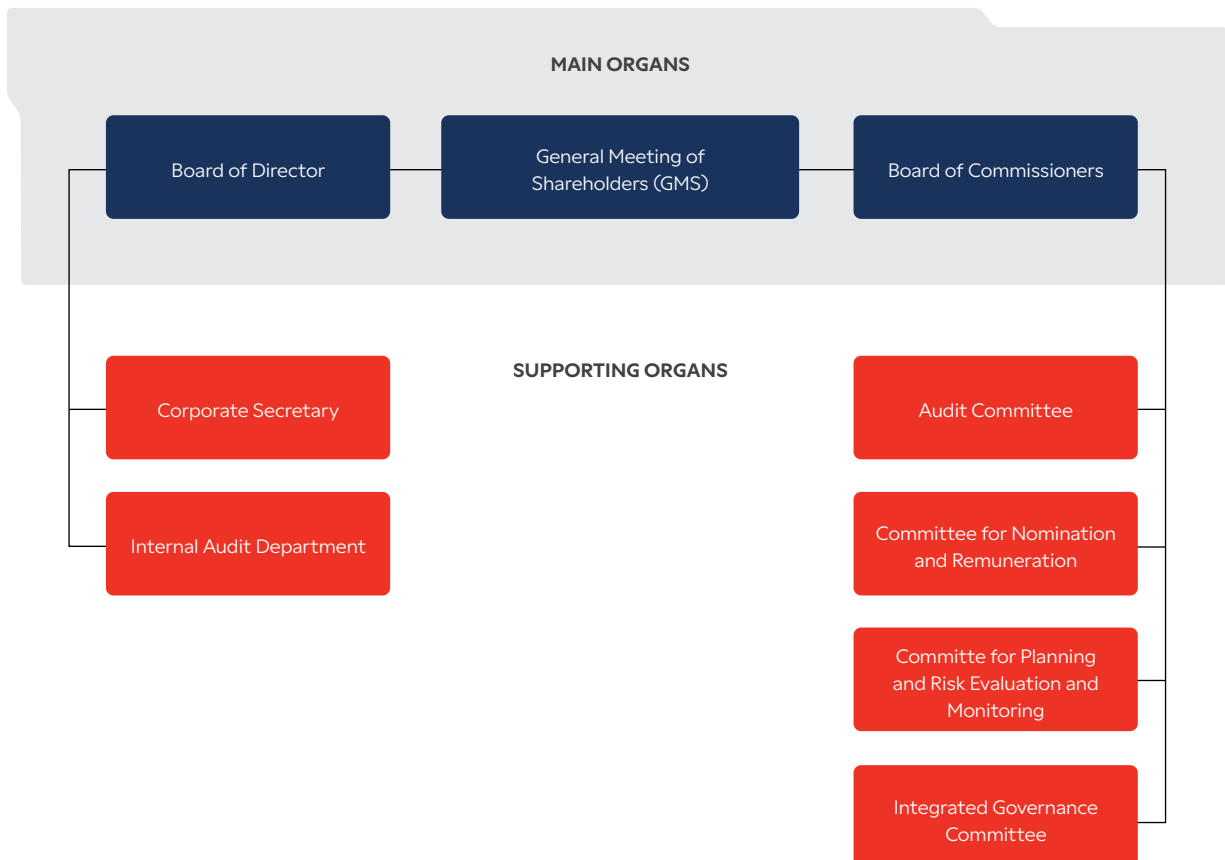 MAIN ORGANS
Board of Director
General Meeting of
Shareholders (GMS)
Board of Commissioners
SUPPORTING ORGANS
Corporate Secretary
Audit Committee
Internal Audit Department
Committee for Nomination
and Remuneration
Committe for Planning
and Risk Evaluation and
Monitoring
Integrated Governance
Committee